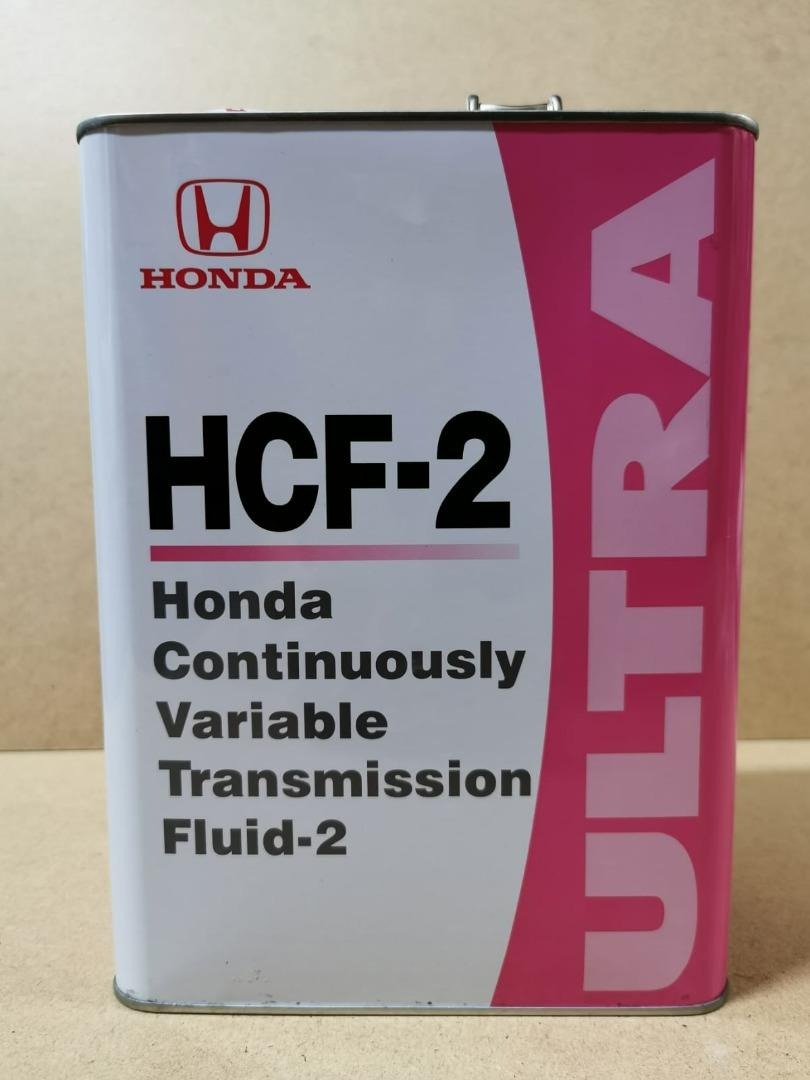 HONDA
HCF-2
Honda
Continuously
Variable
Transmission
Fluid-2
ULTRA